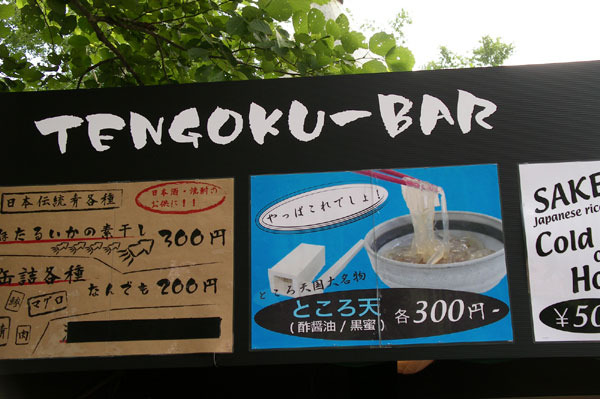 TENGOKU-BAR
日本伝統肴各種
日本酒・焼酎の
お供に!!
ほたるいかの素干し 300円
缶詰各種
なんでも200円
マグロ
やっぱこれでしょ!
ところ天国大名物
ところ天
(酢醤油/黒蜜)
各300円-
SAKE
Japanese rice
Cold
o
Ho
¥50